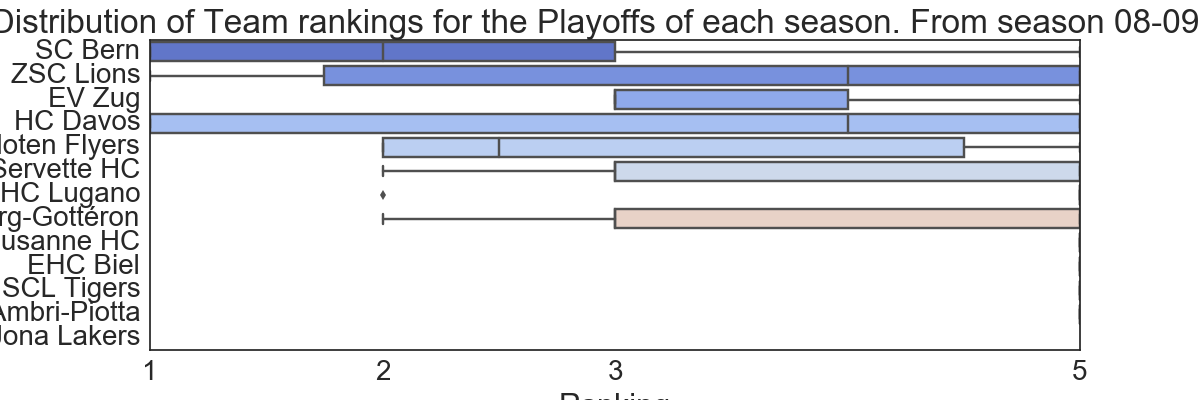 Distribution of Team rankings for the Playoffs of each season. From season 08-09
SC Bern
ZSC Lions
EV Zug
HC Davos
loten Flyers
Servette HC
HC Lugano
rg-Gottéron
usanne HC
EHC Biel
SCL Tigers
Ambri-Piotta
Jona Lakers
1 2 3 5
Ranking